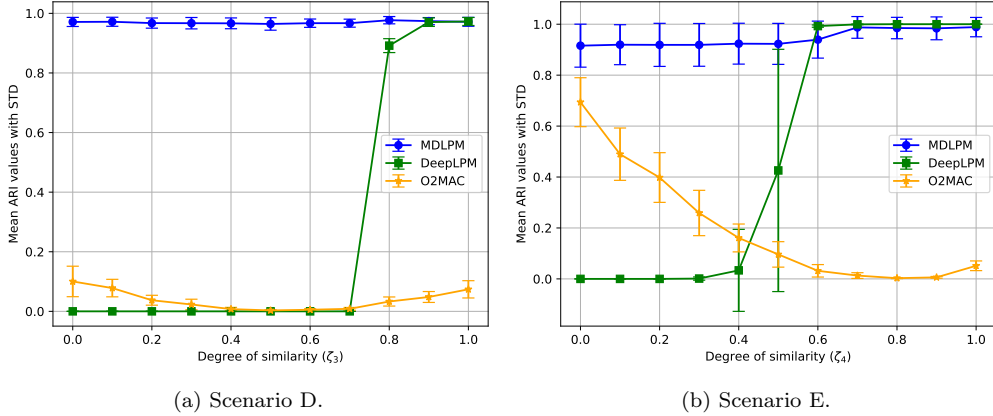 Mean ARI values with STD
1.0
0.8
0.6
0.4
0.2
0.0
MDLPM
DeepLPM
O2MAC
0.0 0.2 0.4 0.6 0.8 1.0
Degree of similarity (ζ₃)
(a) Scenario D.
Mean ARI values with STD
1.0
0.8
0.6
0.4
0.2
0.0
MDLPM
DeepLPM
O2MAC
0.0 0.2 0.4 0.6 0.8 1.0
Degree of similarity (ζ₄)
(b) Scenario E.